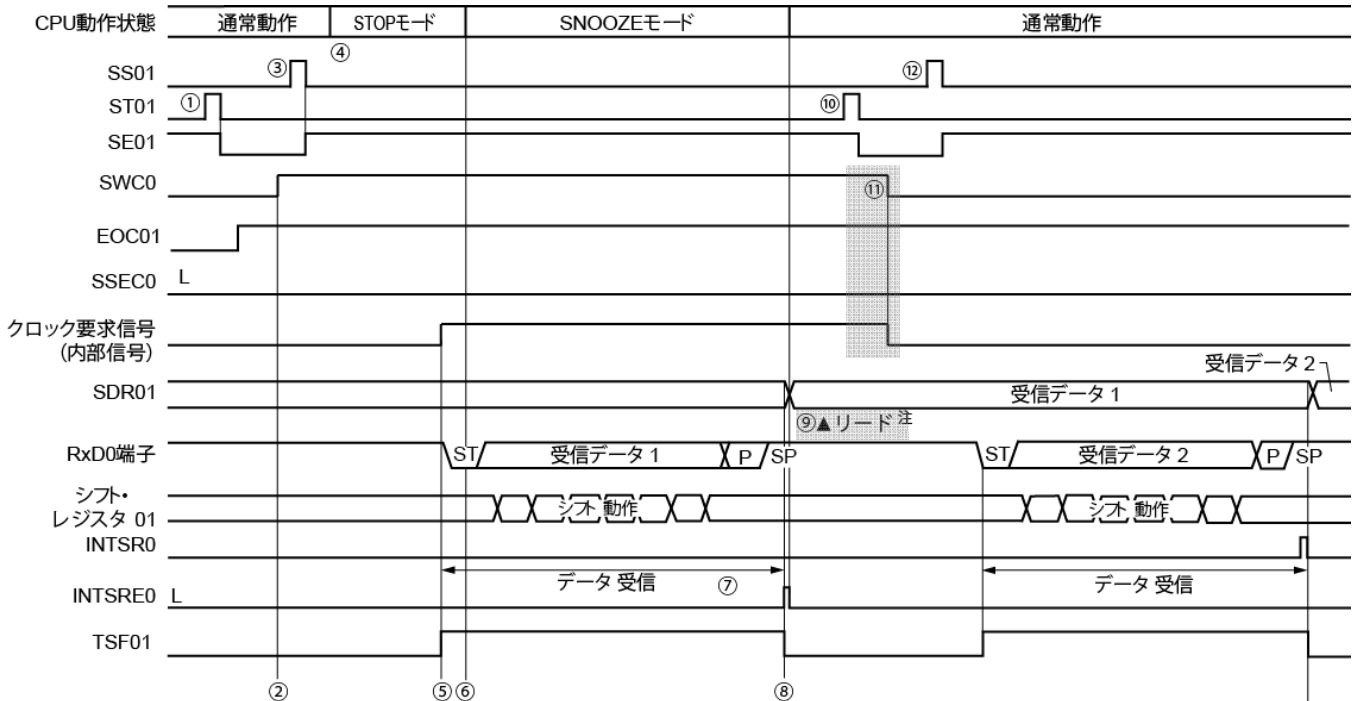 CPU動作状態 通常動作 STOPモード SNOOZEモード 通常動作
④
SS01 ③ ⑫
ST01 ① ⑩
SE01
SWC0 ⑪
EOC01
SSEC0 L
クロック要求信号
(内部信号)
受信データ 2
SDR01 受信データ 1
⑨▲リード 注
RxD0端子 ST 受信データ 1 P SP ST 受信データ 2 P SP
シフト・
レジスタ 01 シフト 動作 シフト 動作
INTSR0
データ 受信 ⑦ データ 受信
INTSRE0 L
TSF01
② ⑤ ⑥ ⑧